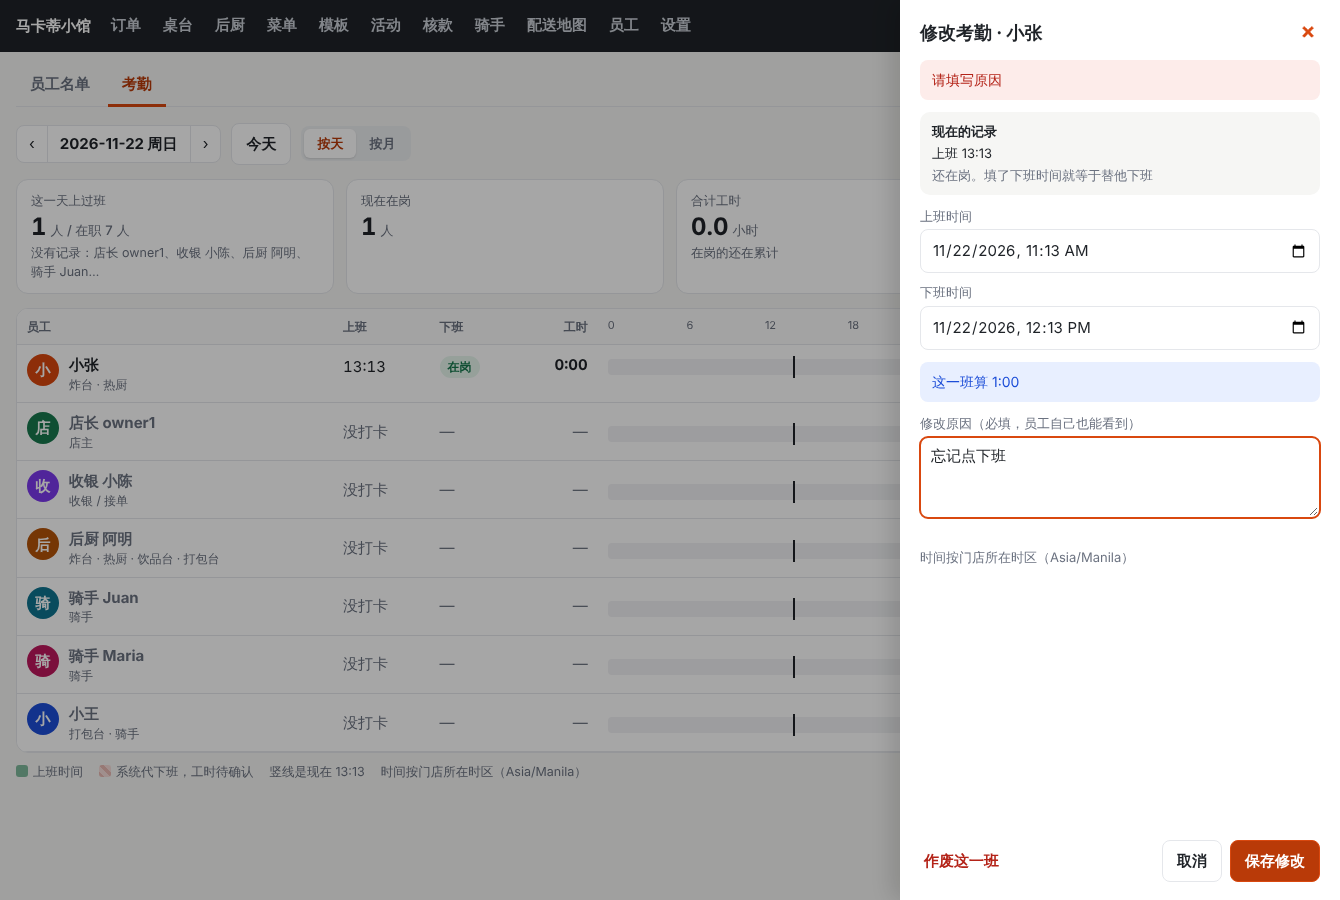 马卡蒂小馆 订单 桌台 后厨 菜单 模板 活动 核款 骑手 配送地图 员工 设置
员工名单 考勤
‹ 2026-11-22 周日 › 今天 按天 按月
这一天上过班
1 人 / 在职 7 人
没有记录：店长 owner1、收银 小陈、后厨 阿明、
骑手 Juan...
现在在岗
1 人
合计工时
0.0 小时
在岗的还在累计
员工 上班 下班 工时 0 6 12 18
小 小张 13:13 在岗 0:00
炸台 · 热厨
店 店长 owner1 没打卡 — —
店主
收 收银 小陈 没打卡 — —
收银 / 接单
后 后厨 阿明 没打卡 — —
炸台 · 热厨 · 饮品台 · 打包台
骑 骑手 Juan 没打卡 — —
骑手
骑 骑手 Maria 没打卡 — —
骑手
小 小王 没打卡 — —
打包台 · 骑手
上班时间 系统代下班，工时待确认 竖线是现在 13:13 时间按门店所在时区（Asia/Manila）
修改考勤 · 小张 ×
请填写原因
现在的记录
上班 13:13
还在岗。填了下班时间就等于替他下班
上班时间
11/22/2026, 11:13 AM
下班时间
11/22/2026, 12:13 PM
这一班算 1:00
修改原因（必填，员工自己也能看到）
忘记点下班
时间按门店所在时区（Asia/Manila）
作废这一班 取消 保存修改